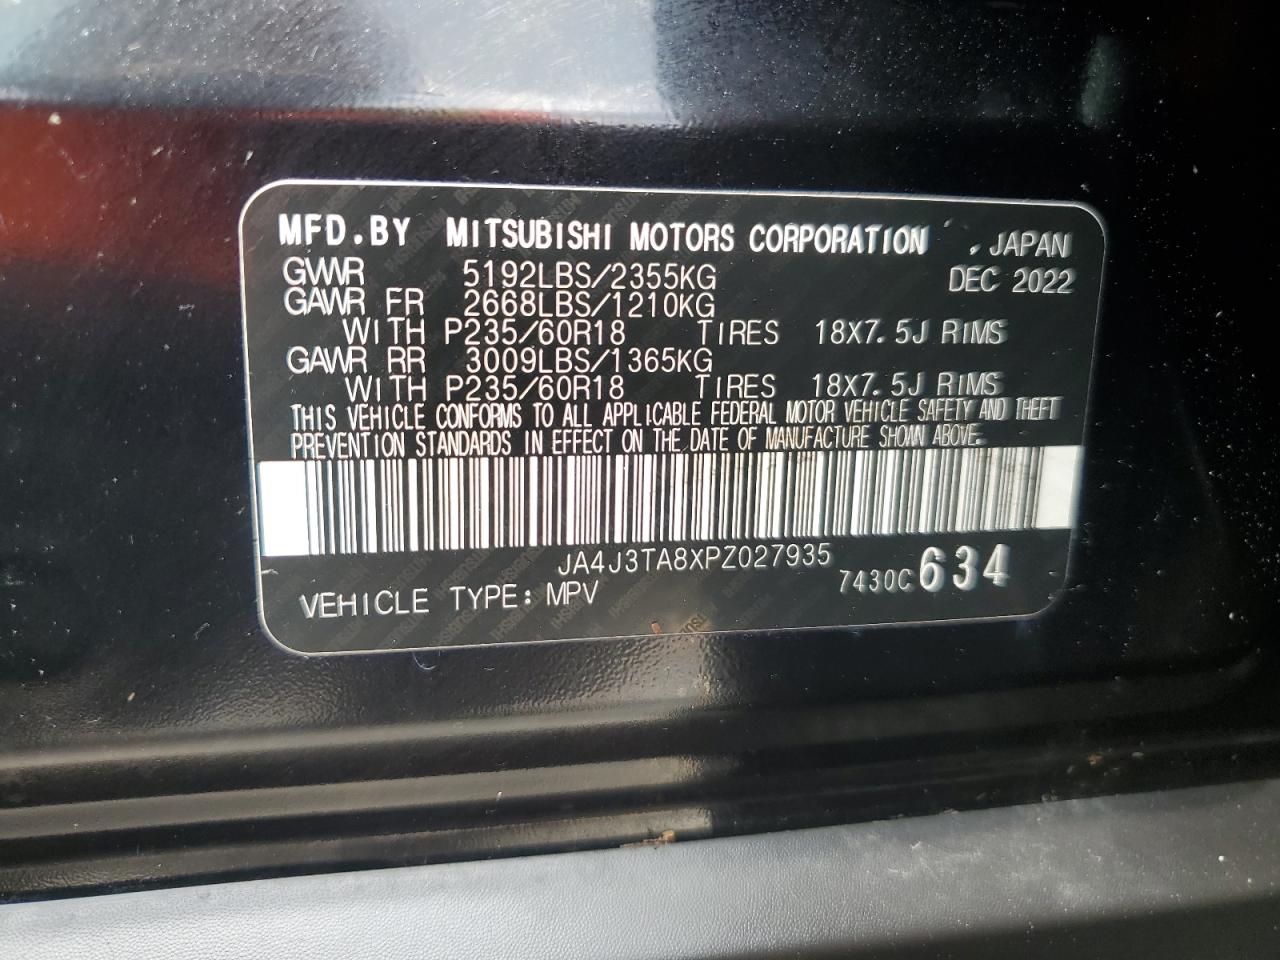 MFD.BY MITSUBISHI MOTORS CORPORATION , JAPAN
GVWR 5192LBS/2355KG DEC 2022
GAWR FR 2668LBS/1210KG
WITH P235/60R18 TIRES 18X7.5J RIMS
GAWR RR 3009LBS/1365KG
WITH P235/60R18 TIRES 18X7.5J RIMS
THIS VEHICLE CONFORMS TO ALL APPLICABLE FEDERAL MOTOR VEHICLE SAFETY AND THEFT
PREVENTION STANDARDS IN EFFECT ON THE DATE OF MANUFACTURE SHOWN ABOVE.
JA4J3TA8XPZ027935
7430C 634
VEHICLE TYPE: MPV